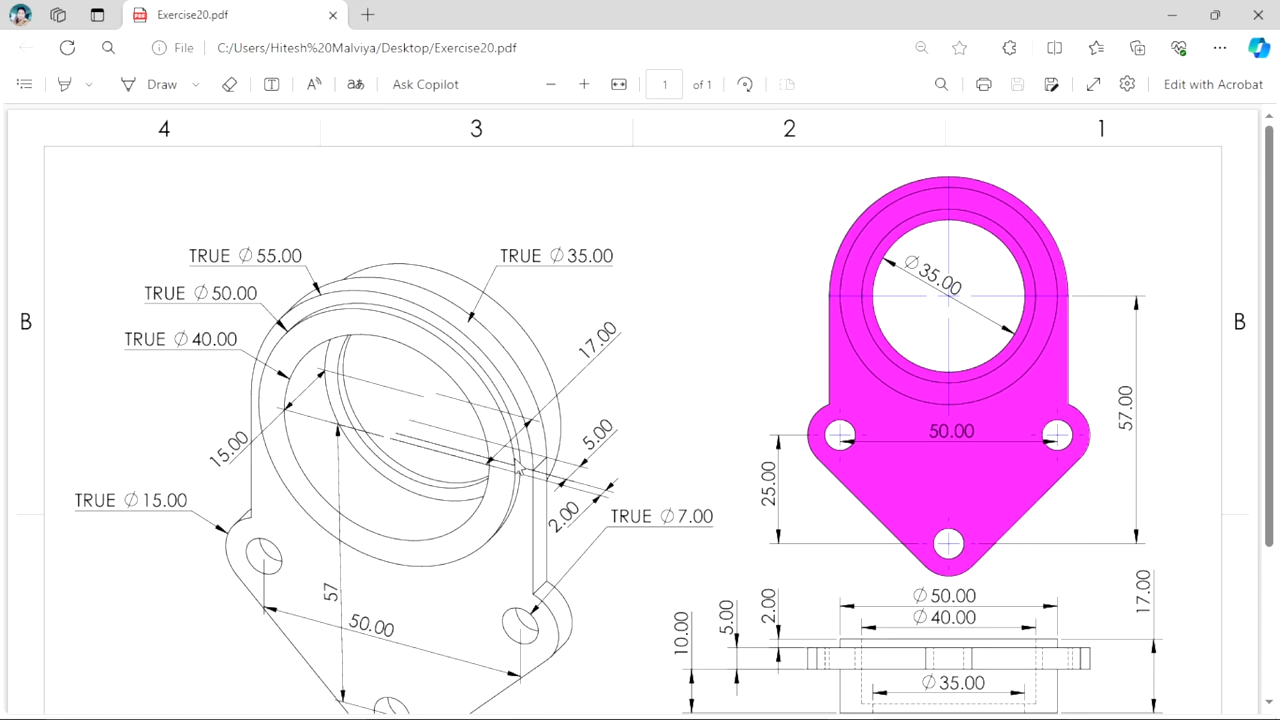 Exercise20.pdf
File C:/Users/Hitesh%20Malviya/Desktop/Exercise20.pdf
Draw aあ Ask Copilot 1 of 1 Edit with Acrobat
4 3 2 1
B B
TRUE Ø 55.00
TRUE Ø 35.00
TRUE Ø 50.00
TRUE Ø 40.00
17.00
15.00
5.00
2.00
TRUE Ø 15.00
TRUE Ø 7.00
57
50.00
Ø 35.00
57.00
50.00
25.00
Ø 50.00
Ø 40.00
17.00
2.00
5.00
10.00
Ø 35.00